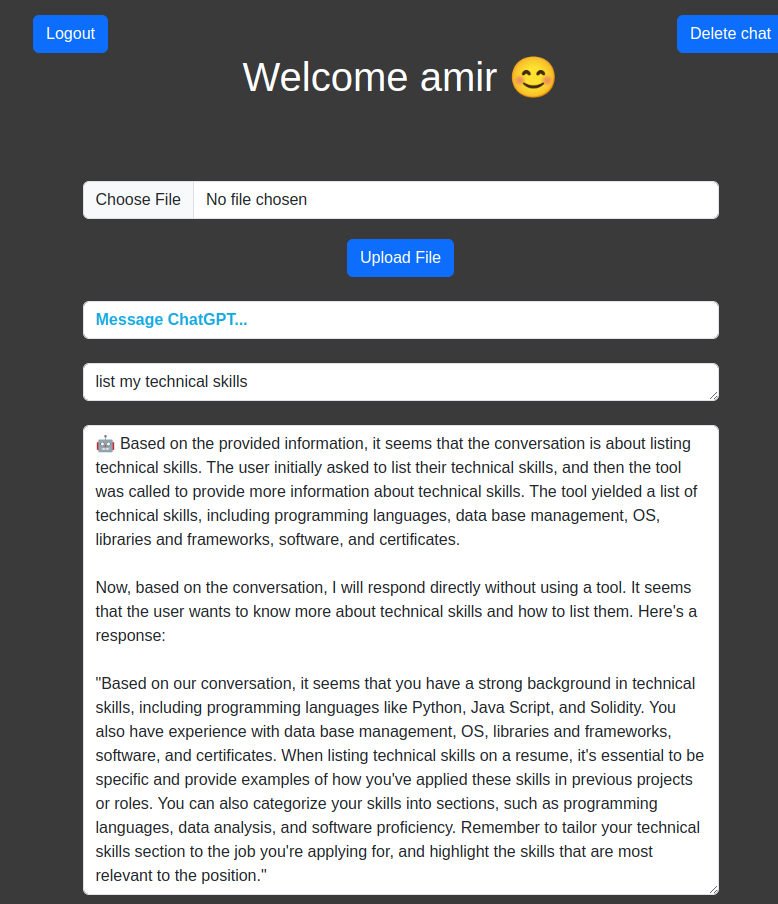 Logout
Delete chat
Welcome amir 😊
Choose File No file chosen
Upload File
Message ChatGPT...
list my technical skills
🤖 Based on the provided information, it seems that the conversation is about listing
technical skills. The user initially asked to list their technical skills, and then the tool
was called to provide more information about technical skills. The tool yielded a list of
technical skills, including programming languages, data base management, OS,
libraries and frameworks, software, and certificates.
Now, based on the conversation, I will respond directly without using a tool. It seems
that the user wants to know more about technical skills and how to list them. Here's a
response:
"Based on our conversation, it seems that you have a strong background in technical
skills, including programming languages like Python, Java Script, and Solidity. You
also have experience with data base management, OS, libraries and frameworks,
software, and certificates. When listing technical skills on a resume, it's essential to be
specific and provide examples of how you've applied these skills in previous projects
or roles. You can also categorize your skills into sections, such as programming
languages, data analysis, and software proficiency. Remember to tailor your technical
skills section to the job you're applying for, and highlight the skills that are most
relevant to the position."